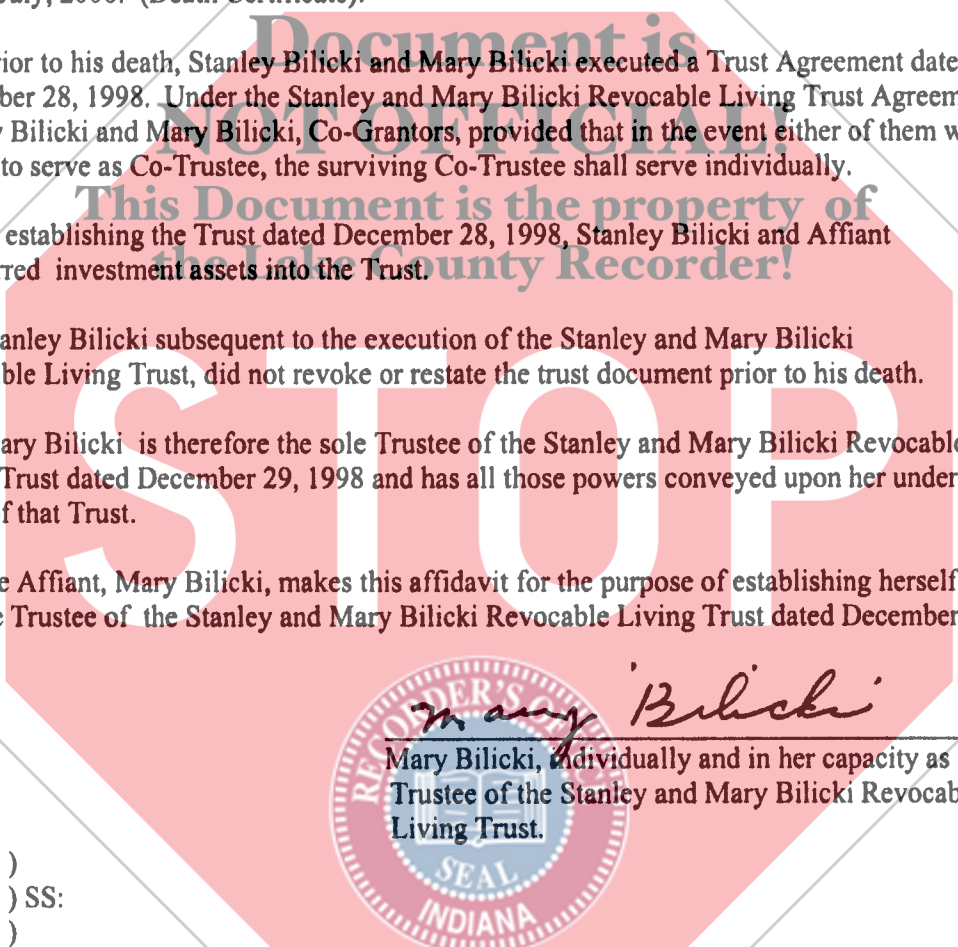 July, 2006. (Death Certificate).
Document is
ior to his death, Stanley Bilicki and Mary Bilicki executed a Trust Agreement date
ber 28, 1998. Under the Stanley and Mary Bilicki Revocable Living Trust Agreem
NOT OFFICIAL!
y Bilicki and Mary Bilicki, Co-Grantors, provided that in the event either of them w
to serve as Co-Trustee, the surviving Co-Trustee shall serve individually.
This Document is the property of
establishing the Trust dated December 28, 1998, Stanley Bilicki and Affiant
the Lake County Recorder!
rred investment assets into the Trust.
anley Bilicki subsequent to the execution of the Stanley and Mary Bilicki
ble Living Trust, did not revoke or restate the trust document prior to his death.
STOP
ary Bilicki is therefore the sole Trustee of the Stanley and Mary Bilicki Revocable
Trust dated December 29, 1998 and has all those powers conveyed upon her under
f that Trust.
e Affiant, Mary Bilicki, makes this affidavit for the purpose of establishing herself
e Trustee of the Stanley and Mary Bilicki Revocable Living Trust dated December
Mary Bilicki
Mary Bilicki, individually and in her capacity as
Trustee of the Stanley and Mary Bilicki Revocab
Living Trust.
RECORDER'S OFFICE
SEAL
INDIANA
)
) SS:
)